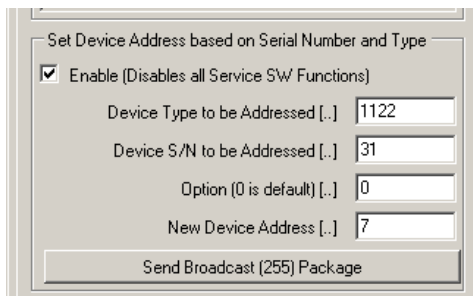 Set Device Address based on Serial Number and Type
Enable (Disables all Service SW Functions)
Device Type to be Addressed [..] 1122
Device S/N to be Addressed [..] 31
Option (0 is default) [..] 0
New Device Address [..] 7
Send Broadcast (255) Package